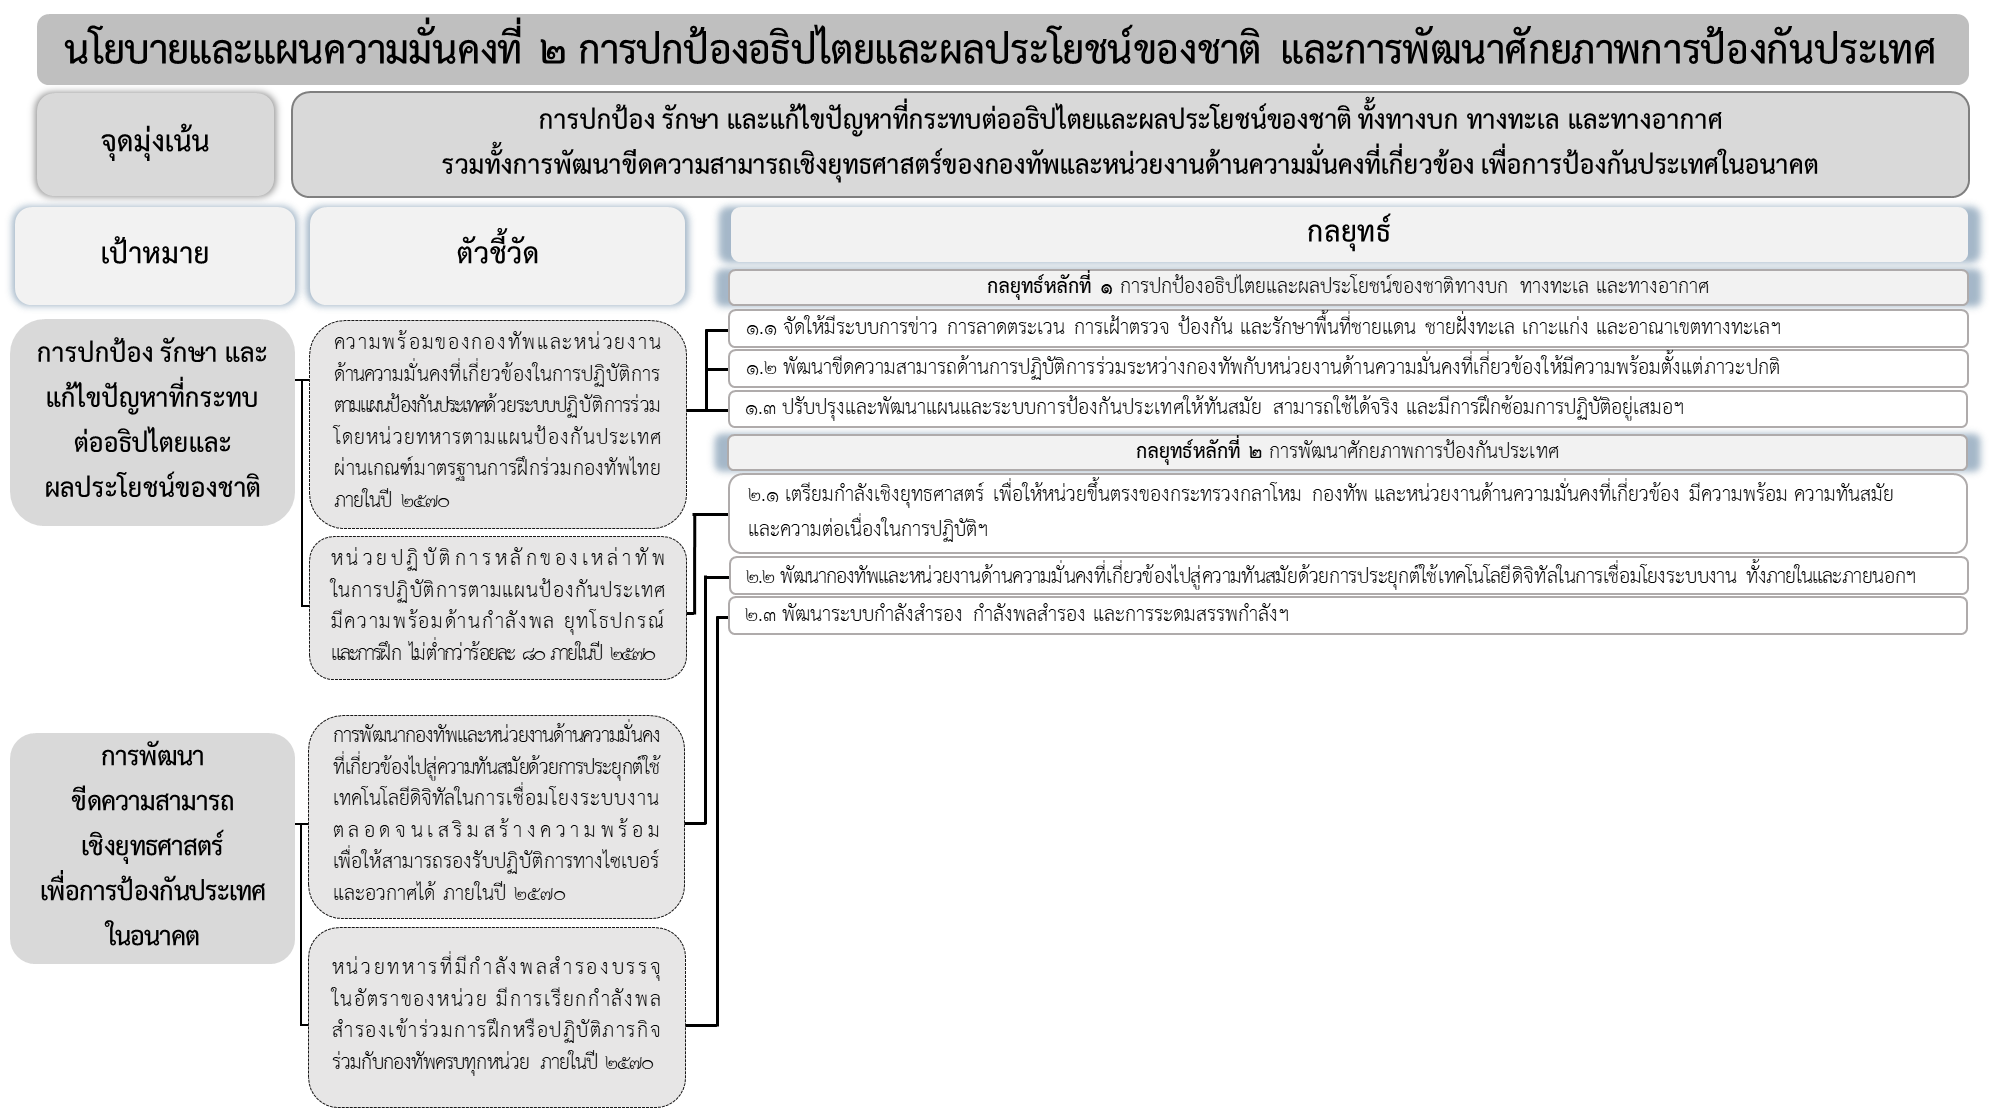 นโยบายและแผนความมั่นคงที่ ๒ การปกป้องอธิปไตยและผลประโยชน์ของชาติ และการพัฒนาศักยภาพการป้องกันประเทศ
จุดมุ่งเน้น
การปกป้อง รักษา และแก้ไขปัญหาที่กระทบต่ออธิปไตยและผลประโยชน์ของชาติ ทั้งทางบก ทางทะเล และทางอากาศ
รวมทั้งการพัฒนาขีดความสามารถเชิงยุทธศาสตร์ของกองทัพและหน่วยงานด้านความมั่นคงที่เกี่ยวข้อง เพื่อการป้องกันประเทศในอนาคต
เป้าหมาย
ตัวชี้วัด
กลยุทธ์
การปกป้อง รักษา และ
แก้ไขปัญหาที่กระทบ
ต่ออธิปไตยและ
ผลประโยชน์ของชาติ
ความพร้อมของกองทัพและหน่วยงาน
ด้านความมั่นคงที่เกี่ยวข้องในการปฏิบัติการ
ตามแผนป้องกันประเทศด้วยระบบปฏิบัติการร่วม
โดยหน่วยทหารตามแผนป้องกันประเทศ
ผ่านเกณฑ์มาตรฐานการฝึกร่วมกองทัพไทย
ภายในปี ๒๕๗๐
หน่วยปฏิบัติการหลักของเหล่าทัพ
ในการปฏิบัติการตามแผนป้องกันประเทศ
มีความพร้อมด้านกำลังพล ยุทโธปกรณ์
และการฝึก ไม่ต่ำกว่าร้อยละ ๘๐ ภายในปี ๒๕๗๐
กลยุทธ์หลักที่ ๑ การปกป้องอธิปไตยและผลประโยชน์ของชาติทางบก ทางทะเล และทางอากาศ
๑.๑ จัดให้มีระบบการข่าว การลาดตระเวน การเฝ้าตรวจ ป้องกัน และรักษาพื้นที่ชายแดน ชายฝั่งทะเล เกาะแก่ง และอาณาเขตทางทะเลฯ
๑.๒ พัฒนาขีดความสามารถด้านการปฏิบัติการร่วมระหว่างกองทัพกับหน่วยงานด้านความมั่นคงที่เกี่ยวข้องให้มีความพร้อมตั้งแต่ภาวะปกติ
๑.๓ ปรับปรุงและพัฒนาแผนและระบบการป้องกันประเทศให้ทันสมัย สามารถใช้ได้จริง และมีการฝึกซ้อมการปฏิบัติอยู่เสมอฯ
กลยุทธ์หลักที่ ๒ การพัฒนาศักยภาพการป้องกันประเทศ
๒.๑ เตรียมกำลังเชิงยุทธศาสตร์ เพื่อให้หน่วยขึ้นตรงของกระทรวงกลาโหม กองทัพ และหน่วยงานด้านความมั่นคงที่เกี่ยวข้อง มีความพร้อม ความทันสมัย
และความต่อเนื่องในการปฏิบัติฯ
๒.๒ พัฒนากองทัพและหน่วยงานด้านความมั่นคงที่เกี่ยวข้องไปสู่ความทันสมัยด้วยการประยุกต์ใช้เทคโนโลยีดิจิทัลในการเชื่อมโยงระบบงาน ทั้งภายในและภายนอกฯ
๒.๓ พัฒนาระบบกำลังสำรอง กำลังพลสำรอง และการระดมสรรพกำลังฯ
การพัฒนา
ขีดความสามารถ
เชิงยุทธศาสตร์
เพื่อการป้องกันประเทศ
ในอนาคต
การพัฒนากองทัพและหน่วยงานด้านความมั่นคง
ที่เกี่ยวข้องไปสู่ความทันสมัยด้วยการประยุกต์ใช้
เทคโนโลยีดิจิทัลในการเชื่อมโยงระบบงาน
ตลอดจนเสริมสร้างความพร้อม
เพื่อให้สามารถรองรับปฏิบัติการทางไซเบอร์
และอวกาศได้ ภายในปี ๒๕๗๐
หน่วยทหารที่มีกำลังพลสำรองบรรจุ
ในอัตราของหน่วย มีการเรียกกำลังพล
สำรองเข้าร่วมการฝึกหรือปฏิบัติภารกิจ
ร่วมกับกองทัพครบทุกหน่วย ภายในปี ๒๕๗๐